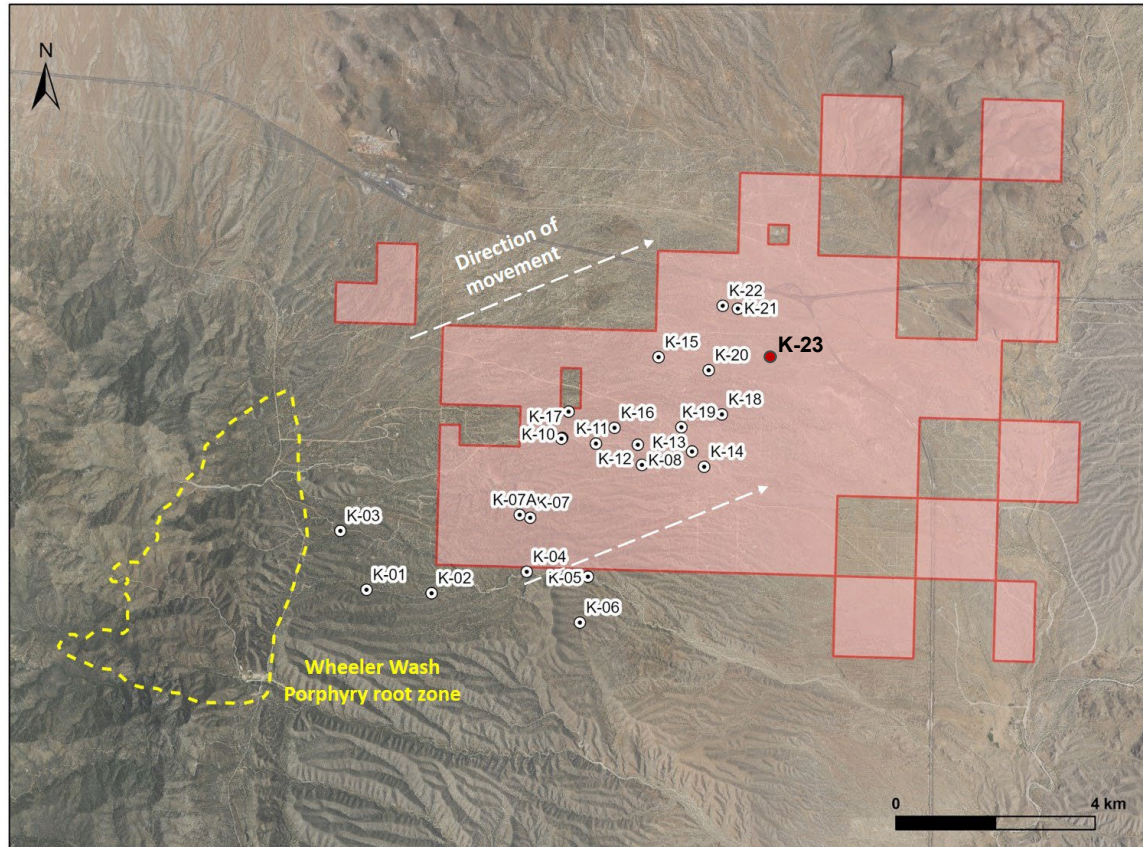 N
Direction of
movement
K-22
K-21
K-15
K-20
K-23
K-17
K-16
K-19
K-18
K-10
K-11
K-13
K-12
K-08
K-14
K-07A
K-07
K-03
K-04
K-01
K-02
K-05
K-06
Wheeler Wash
Porphyry root zone
0
4 km